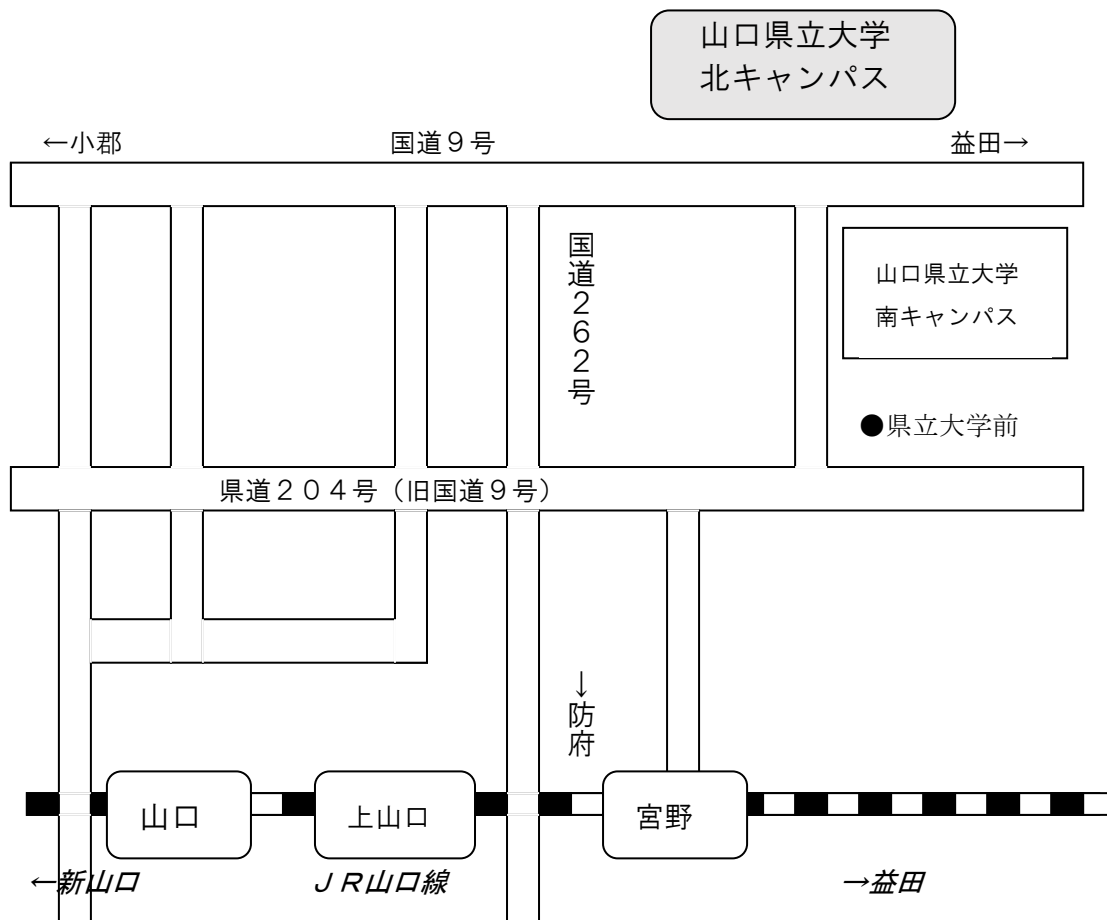 山口県立大学
北キャンパス
←小郡
国道９号
益田→
国道２６２号
山口県立大学
南キャンパス
●県立大学前
県道２０４号（旧国道９号）
→防府
山口
上山口
宮野
←新山口
ＪＲ山口線
→益田